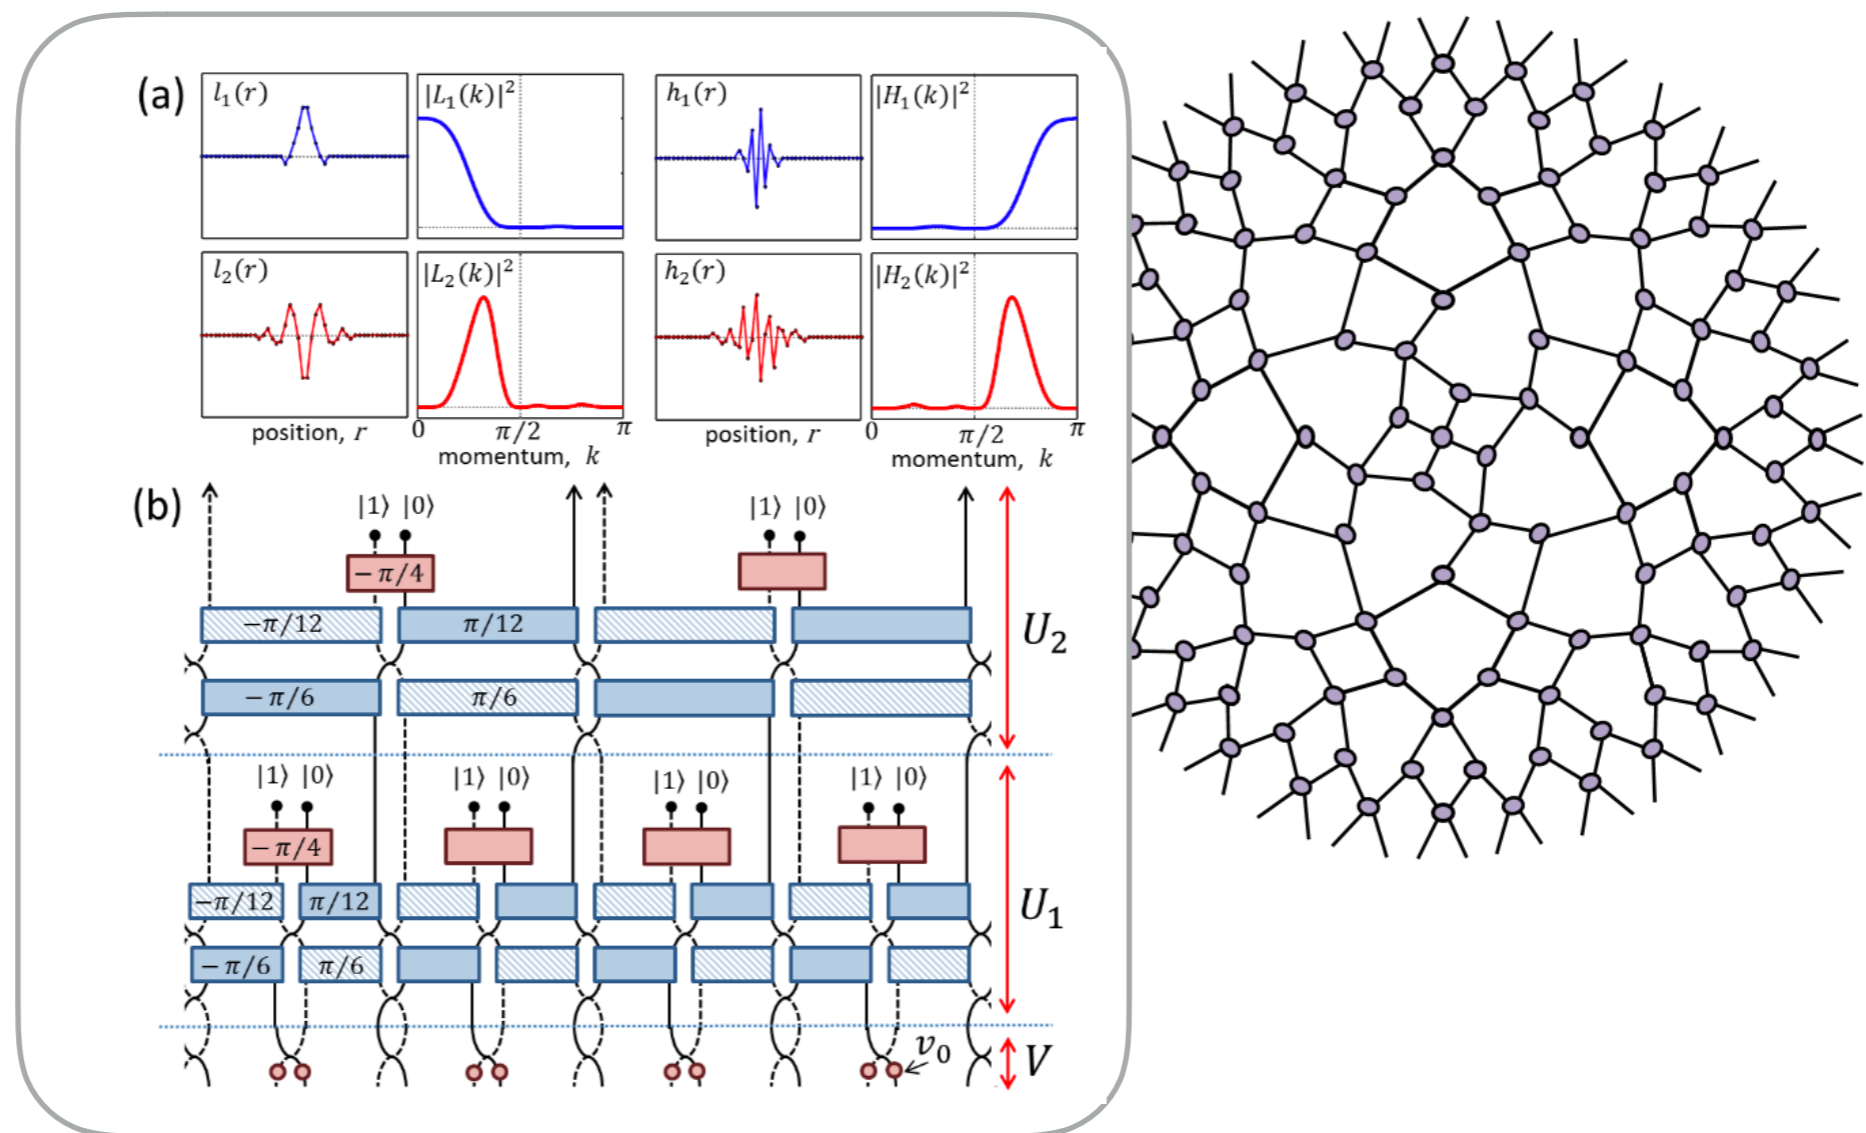 (a)
l₁(r)
|L₁(k)|²
h₁(r)
|H₁(k)|²
l₂(r)
|L₂(k)|²
h₂(r)
|H₂(k)|²
0 π/2 π
0 π/2 π
position, r
momentum, k
position, r
momentum, k
(b)
|1⟩ |0⟩
|1⟩ |0⟩
−π/4
−π/12
π/12
U₂
−π/6
π/6
|1⟩ |0⟩
|1⟩ |0⟩
|1⟩ |0⟩
|1⟩ |0⟩
−π/4
−π/12
π/12
U₁
−π/6
π/6
v₀
V